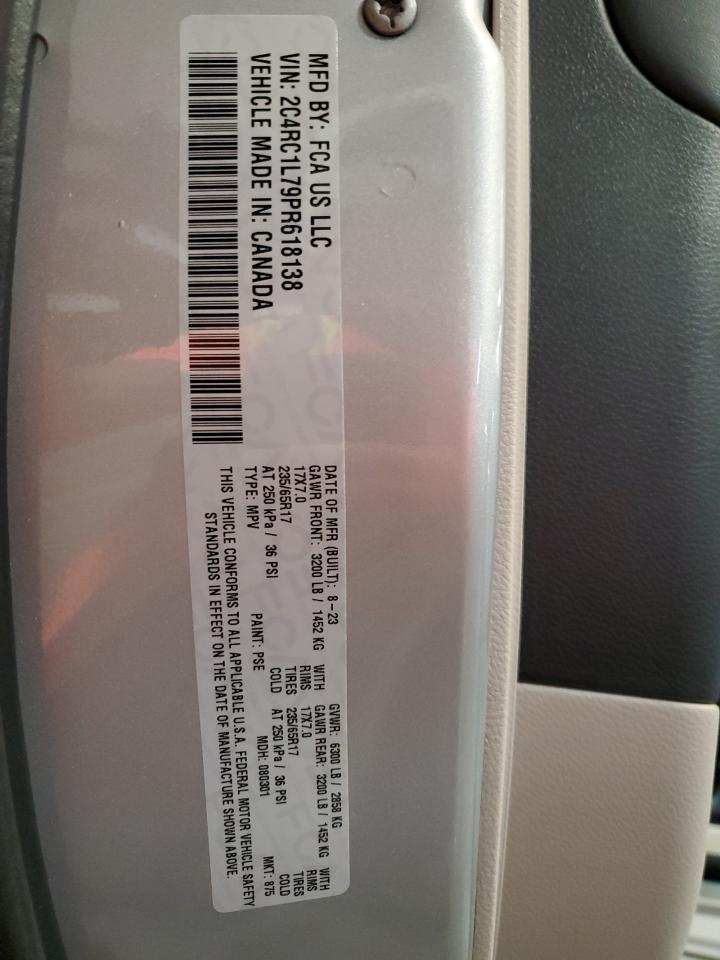 MFD BY: FCA US LLC
VIN: 2C4RC1L79PR618138
VEHICLE MADE IN: CANADA
DATE OF MFR (BUILT): 8-23 GVWR: 6300 LB / 2858 KG
GAWR FRONT: 3200 LB / 1452 KG WITH GAWR REAR: 3200 LB / 1452 KG WITH
17X7.0 RIMS 17X7.0 RIMS
235/65R17 TIRES 235/65R17 TIRES
AT 250 kPa / 36 PSI COLD AT 250 kPa / 36 PSI COLD
TYPE: MPV PAINT: PSE MDH: 080301 MKT: 875
THIS VEHICLE CONFORMS TO ALL APPLICABLE U.S.A. FEDERAL MOTOR VEHICLE SAFETY
STANDARDS IN EFFECT ON THE DATE OF MANUFACTURE SHOWN ABOVE.